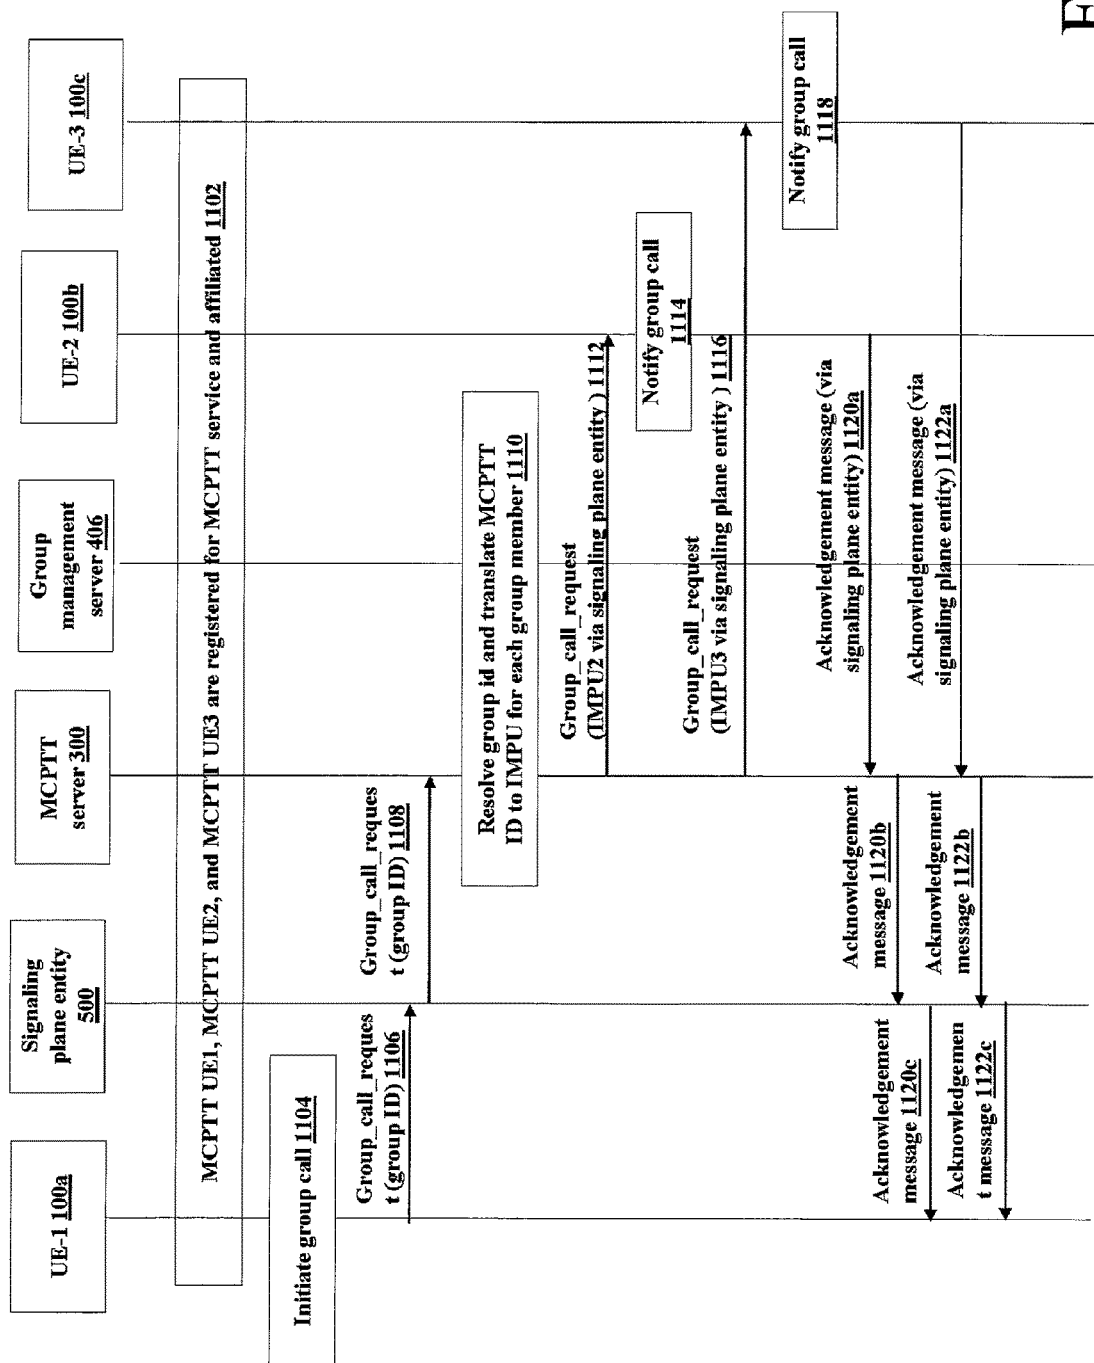 UE-1 100a
Signaling
plane entity
500
MCPTT
server 300
Group
management
server 406
UE-2 100b
UE-3 100c
MCPTT UE1, MCPTT UE2, and MCPTT UE3 are registered for MCPTT service and affiliated 1102
Initiate group call 1104
Group_call_reques
t (group ID) 1106
Group_call_reques
t (group ID) 1108
Resolve group id and translate MCPTT
ID to IMPU for each group member 1110
Group_call_request
(IMPU2 via signaling plane entity ) 1112
Notify group call
1114
Group_call_request
(IMPU3 via signaling plane entity ) 1116
Notify group call
1118
Acknowledgement message (via
signaling plane entity) 1120a
Acknowledgement
message 1120b
Acknowledgement
message 1120c
Acknowledgement message (via
signaling plane entity) 1122a
Acknowledgement
message 1122b
Acknowledgemen
t message 1122c